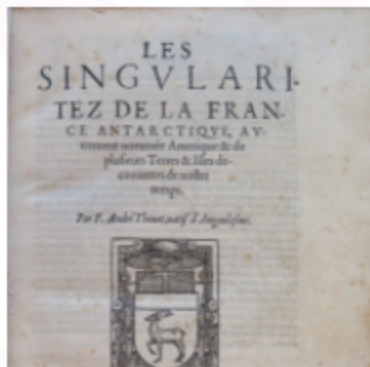 LES
SINGVLARI-
TEZ DE LA FRAN-
CE ANTARCTIQVE, AV-
trement nommée Amerique: & de
plusieurs Terres & Isles de-
couuertes de nostre
temps.
Par F. André Theuet, natif d'Angoulesme.